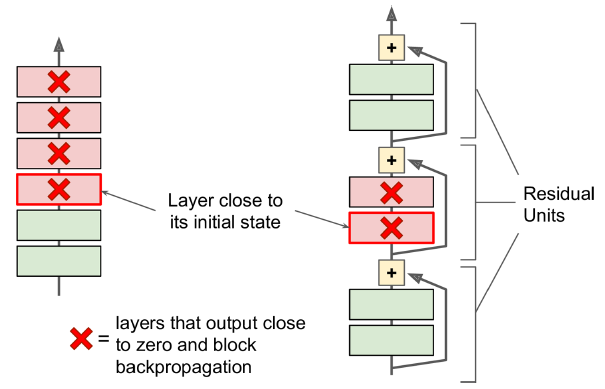 +
+
Layer close to
its initial state
Residual
Units
+
= layers that output close
to zero and block
backpropagation